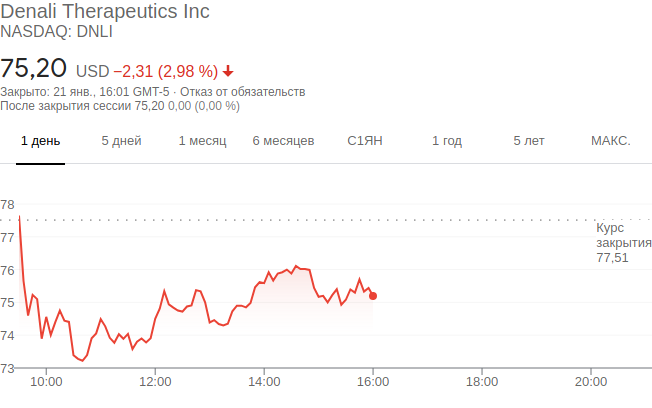 Denali Therapeutics Inc
NASDAQ: DNLI
75,20 USD −2,31 (2,98 %)
Закрыто: 21 янв., 16:01 GMT-5 · Отказ от обязательств
После закрытия сессии 75,20 0,00 (0,00 %)
1 день 5 дней 1 месяц 6 месяцев С1ЯН 1 год 5 лет МАКС.
78
Курс
77 закрытия
77,51
76
75
74
73
10:00 12:00 14:00 16:00 18:00 20:00